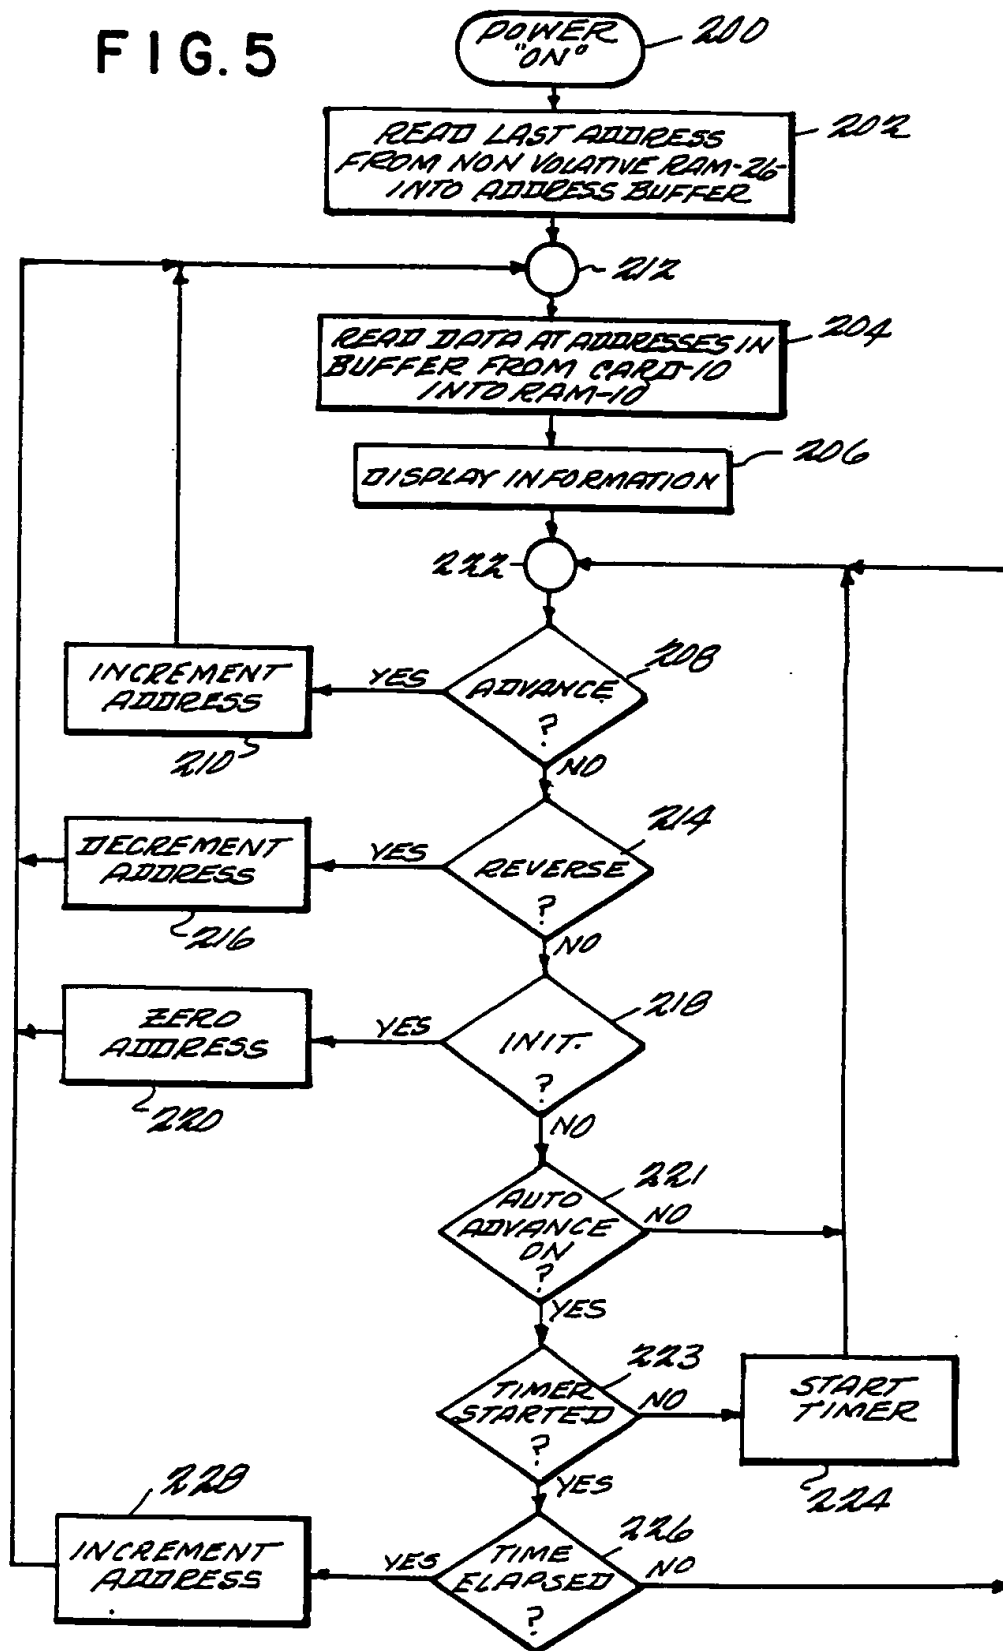 FIG. 5
POWER
"ON"
200
READ LAST ADDRESS
FROM NON VOLATIVE RAM-26-
INTO ADDRESS BUFFER
202
212
READ DATA AT ADDRESSES IN
BUFFER FROM CARD-10
INTO RAM-10
204
DISPLAY INFORMATION
206
222
ADVANCE
?
208
YES
INCREMENT
ADDRESS
210
NO
REVERSE
?
214
YES
DECREMENT
ADDRESS
216
NO
INIT.
?
218
YES
ZERO
ADDRESS
220
NO
AUTO
ADVANCE
ON
?
221
NO
YES
TIMER
STARTED
?
223
NO
START
TIMER
224
YES
TIME
ELAPSED
?
226
NO
YES
INCREMENT
ADDRESS
228